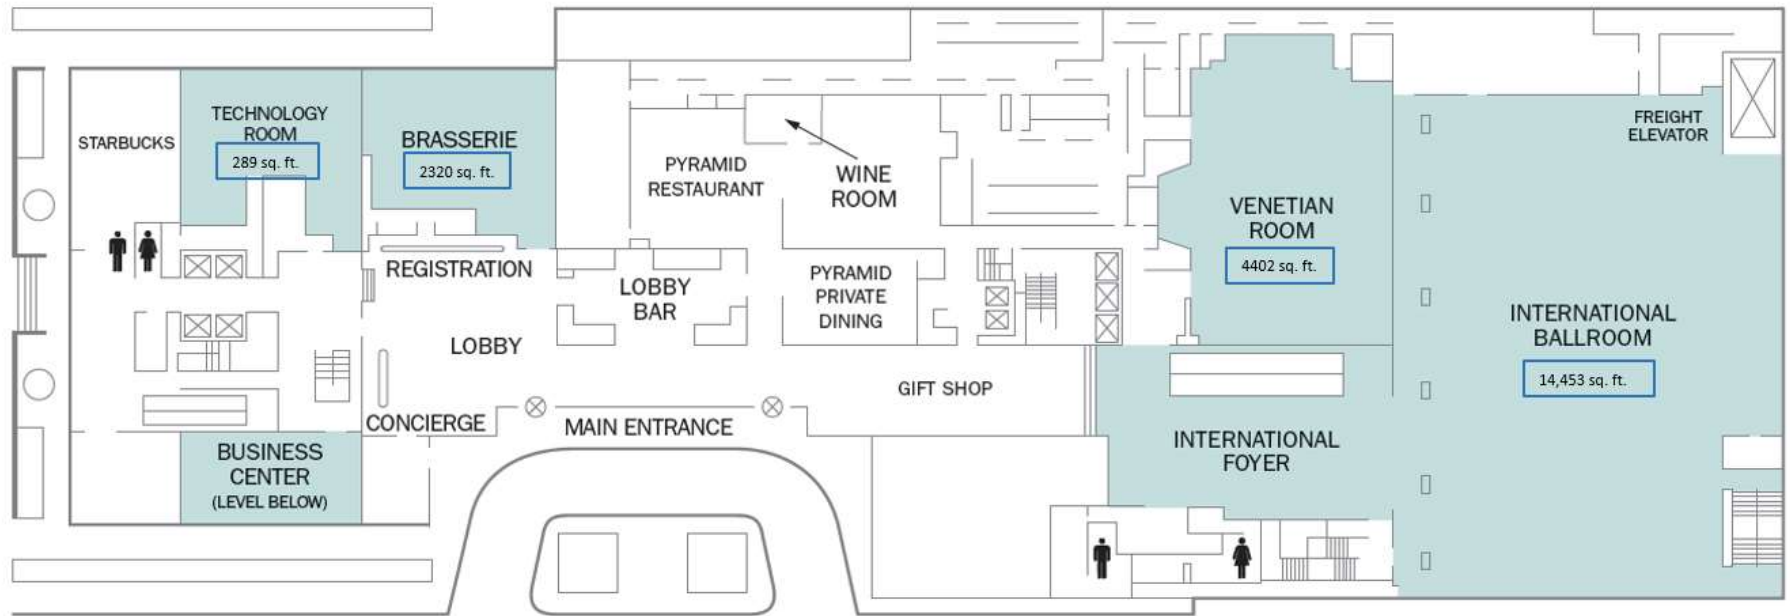 STARBUCKS
TECHNOLOGY
ROOM
289 sq. ft.
BRASSERIE
2320 sq. ft.
PYRAMID
RESTAURANT
WINE
ROOM
VENETIAN
ROOM
4402 sq. ft.
FREIGHT
ELEVATOR
INTERNATIONAL
BALLROOM
14,453 sq. ft.
REGISTRATION
LOBBY
BAR
PYRAMID
PRIVATE
DINING
LOBBY
GIFT SHOP
CONCIERGE
MAIN ENTRANCE
INTERNATIONAL
FOYER
BUSINESS
CENTER
(LEVEL BELOW)